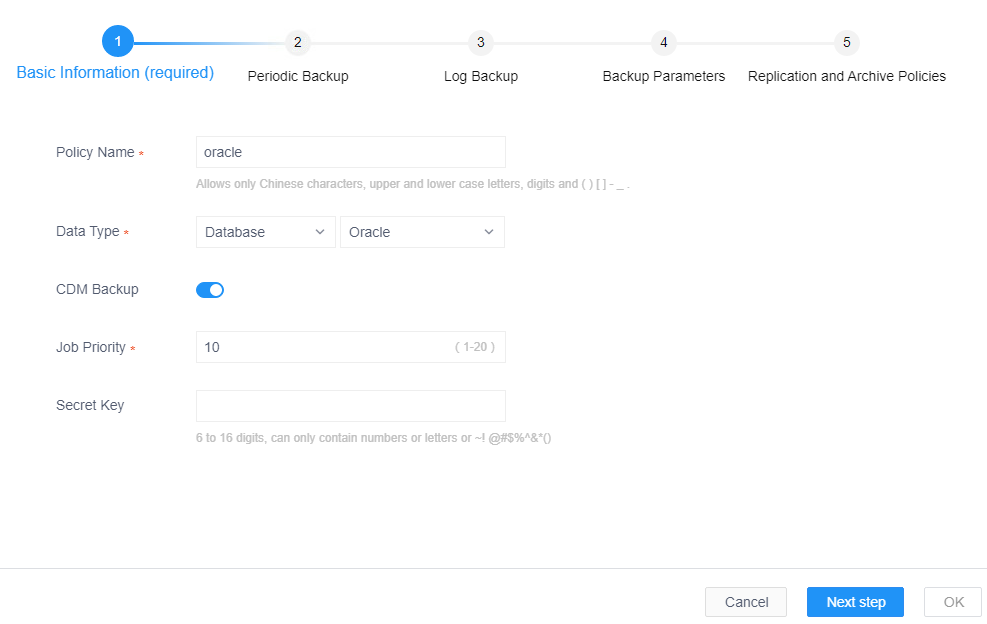 1
2
3
4
5
Basic Information (required)
Periodic Backup
Log Backup
Backup Parameters
Replication and Archive Policies
Policy Name *
oracle
Allows only Chinese characters, upper and lower case letters, digits and ( ) [ ] - _ .
Data Type *
Database
Oracle
CDM Backup
Job Priority *
10
( 1-20 )
Secret Key
6 to 16 digits, can only contain numbers or letters or ~! @#$%^&*()
Cancel
Next step
OK